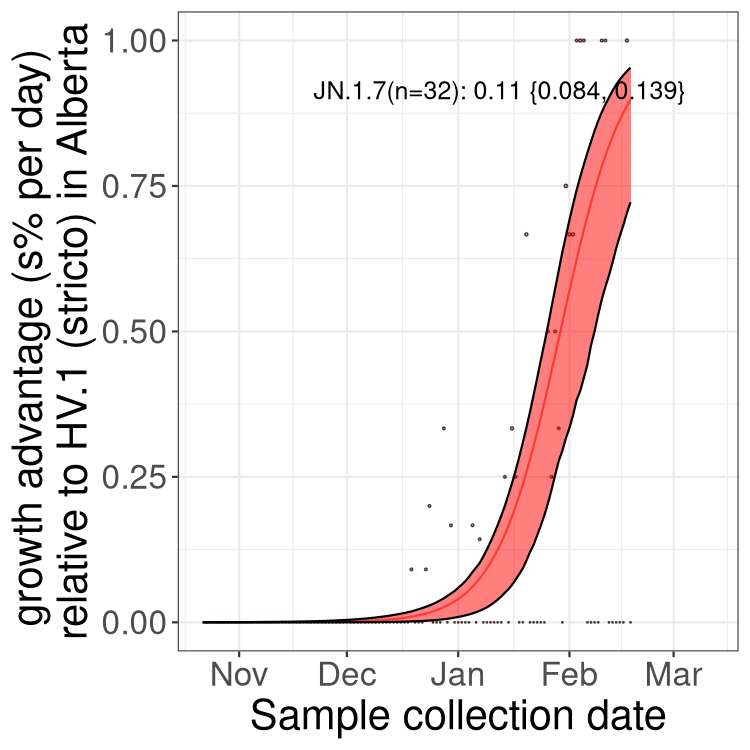 growth advantage (s% per day)
relative to HV.1 (stricto) in Alberta
1.00
0.75
0.50
0.25
0.00
JN.1.7(n=32): 0.11 {0.084, 0.139}
Nov Dec Jan Feb Mar
Sample collection date